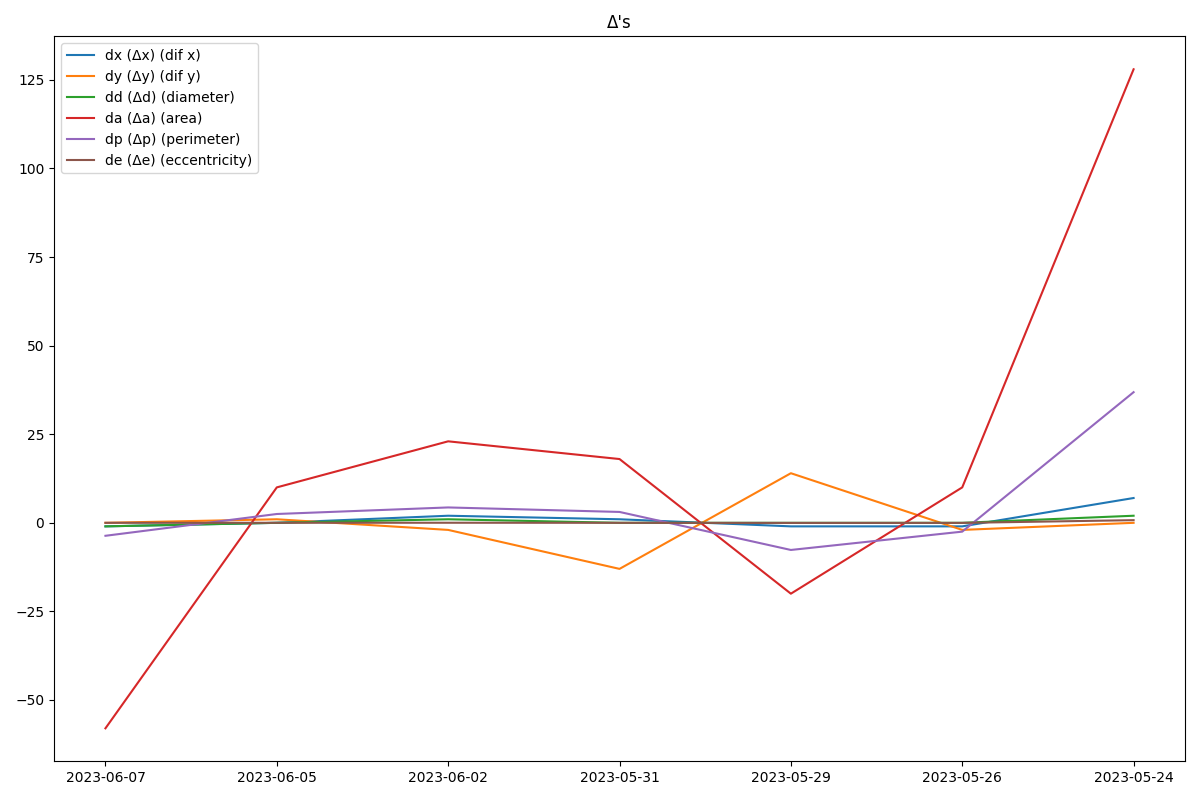 Δ's
dx (Δx) (dif x)
dy (Δy) (dif y)
dd (Δd) (diameter)
da (Δa) (area)
dp (Δp) (perimeter)
de (Δe) (eccentricity)
125
100
75
50
25
0
−25
−50
2023-06-07 2023-06-05 2023-06-02 2023-05-31 2023-05-29 2023-05-26 2023-05-24